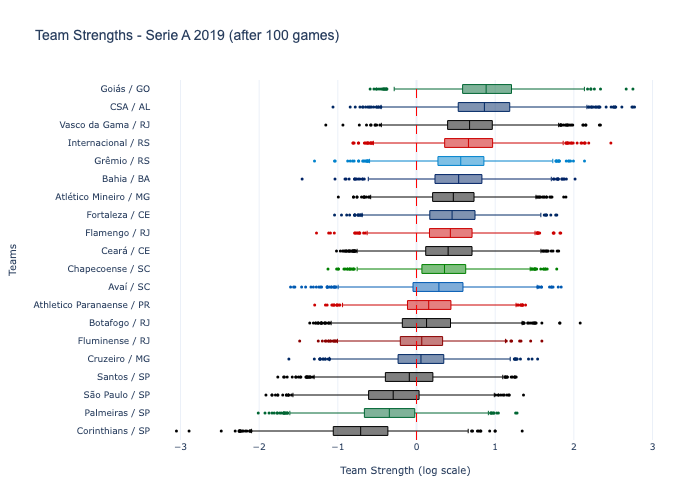 Team Strengths - Serie A 2019 (after 100 games)
Goiás / GO
CSA / AL
Vasco da Gama / RJ
Internacional / RS
Grêmio / RS
Bahia / BA
Atlético Mineiro / MG
Fortaleza / CE
Flamengo / RJ
Ceará / CE
Chapecoense / SC
Avaí / SC
Athletico Paranaense / PR
Botafogo / RJ
Fluminense / RJ
Cruzeiro / MG
Santos / SP
São Paulo / SP
Palmeiras / SP
Corinthians / SP
Teams
−3 −2 −1 0 1 2 3
Team Strength (log scale)